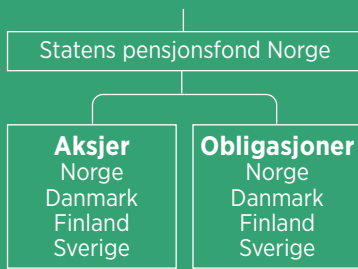 Statens pensjonsfond Norge
Aksjer
Norge
Danmark
Finland
Sverige
Obligasjoner
Norge
Danmark
Finland
Sverige